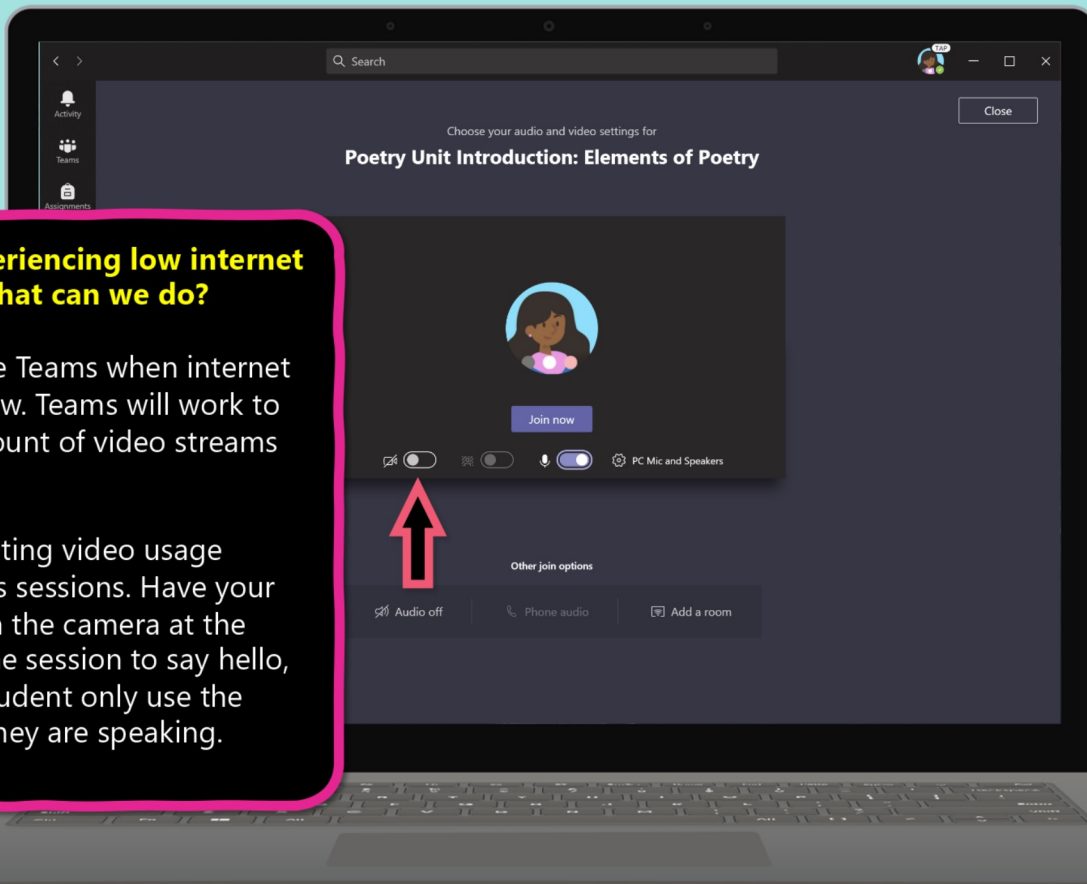 Search
TAP
Activity
Teams
Assignments
Close
Choose your audio and video settings for
Poetry Unit Introduction: Elements of Poetry
eriencing low internet
hat can we do?
e Teams when internet
w. Teams will work to
ount of video streams
ting video usage
s sessions. Have your
n the camera at the
e session to say hello,
udent only use the
hey are speaking.
Join now
PC Mic and Speakers
Other join options
Audio off
Phone audio
Add a room